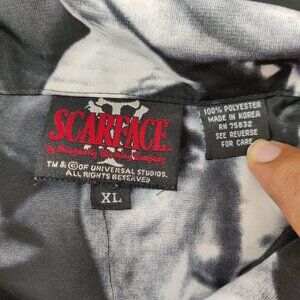 SCARFACE
TM & © OF UNIVERSAL STUDIOS.
ALL RIGHTS RESERVED
XL
100% POLYESTER
MADE IN KOREA
RN 75832
SEE REVERSE
FOR CARE